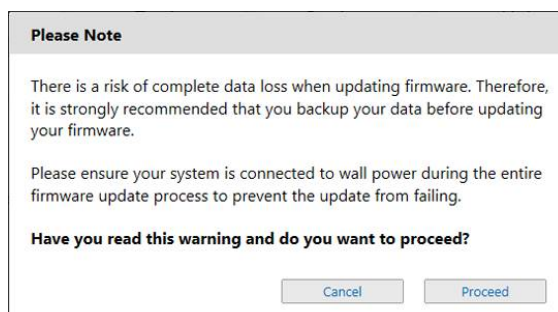 Please Note
There is a risk of complete data loss when updating firmware. Therefore,
it is strongly recommended that you backup your data before updating
your firmware.
Please ensure your system is connected to wall power during the entire
firmware update process to prevent the update from failing.
Have you read this warning and do you want to proceed?
Cancel Proceed